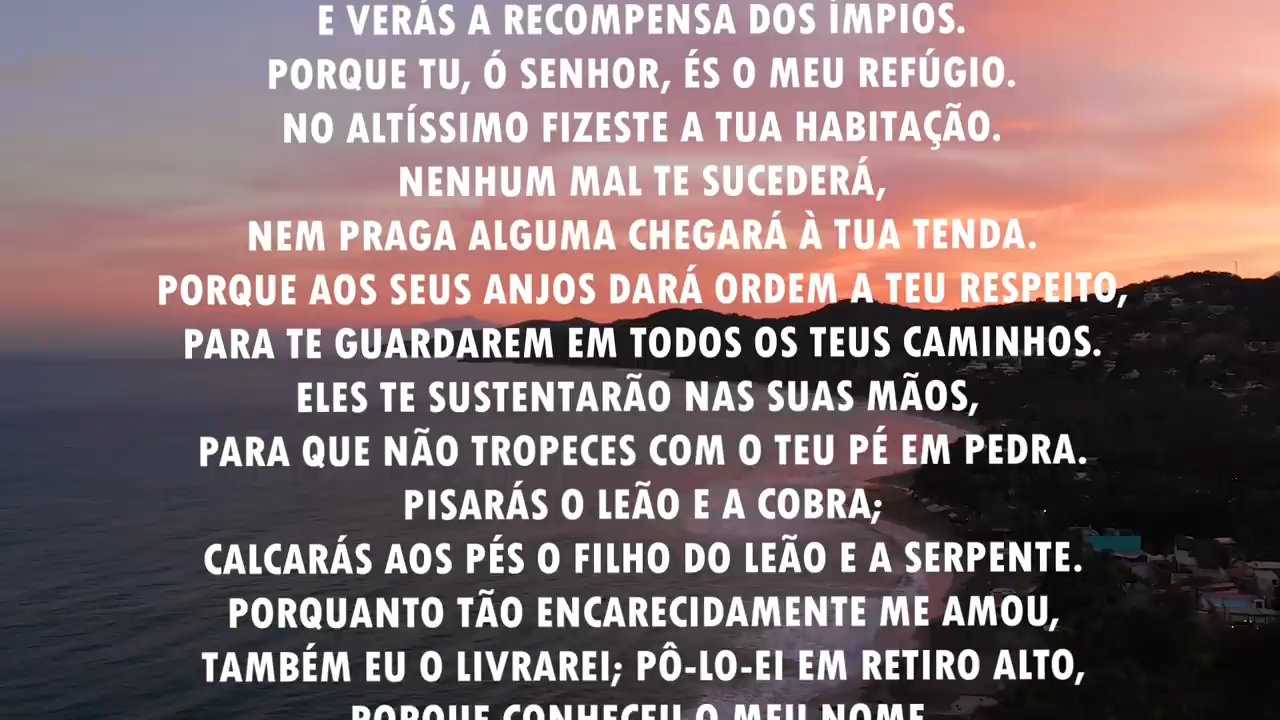 E VERÁS A RECOMPENSA DOS ÍMPIOS.
PORQUE TU, Ó SENHOR, ÉS O MEU REFÚGIO.
NO ALTÍSSIMO FIZESTE A TUA HABITAÇÃO.
NENHUM MAL TE SUCEDERÁ,
NEM PRAGA ALGUMA CHEGARÁ À TUA TENDA.
PORQUE AOS SEUS ANJOS DARÁ ORDEM A TEU RESPEITO,
PARA TE GUARDAREM EM TODOS OS TEUS CAMINHOS.
ELES TE SUSTENTARÃO NAS SUAS MÃOS,
PARA QUE NÃO TROPECES COM O TEU PÉ EM PEDRA.
PISARÁS O LEÃO E A COBRA;
CALCARÁS AOS PÉS O FILHO DO LEÃO E A SERPENTE.
PORQUANTO TÃO ENCARECIDAMENTE ME AMOU,
TAMBÉM EU O LIVRAREI; PÔ-LO-EI EM RETIRO ALTO,
PORQUE CONHECEU O MEU NOME